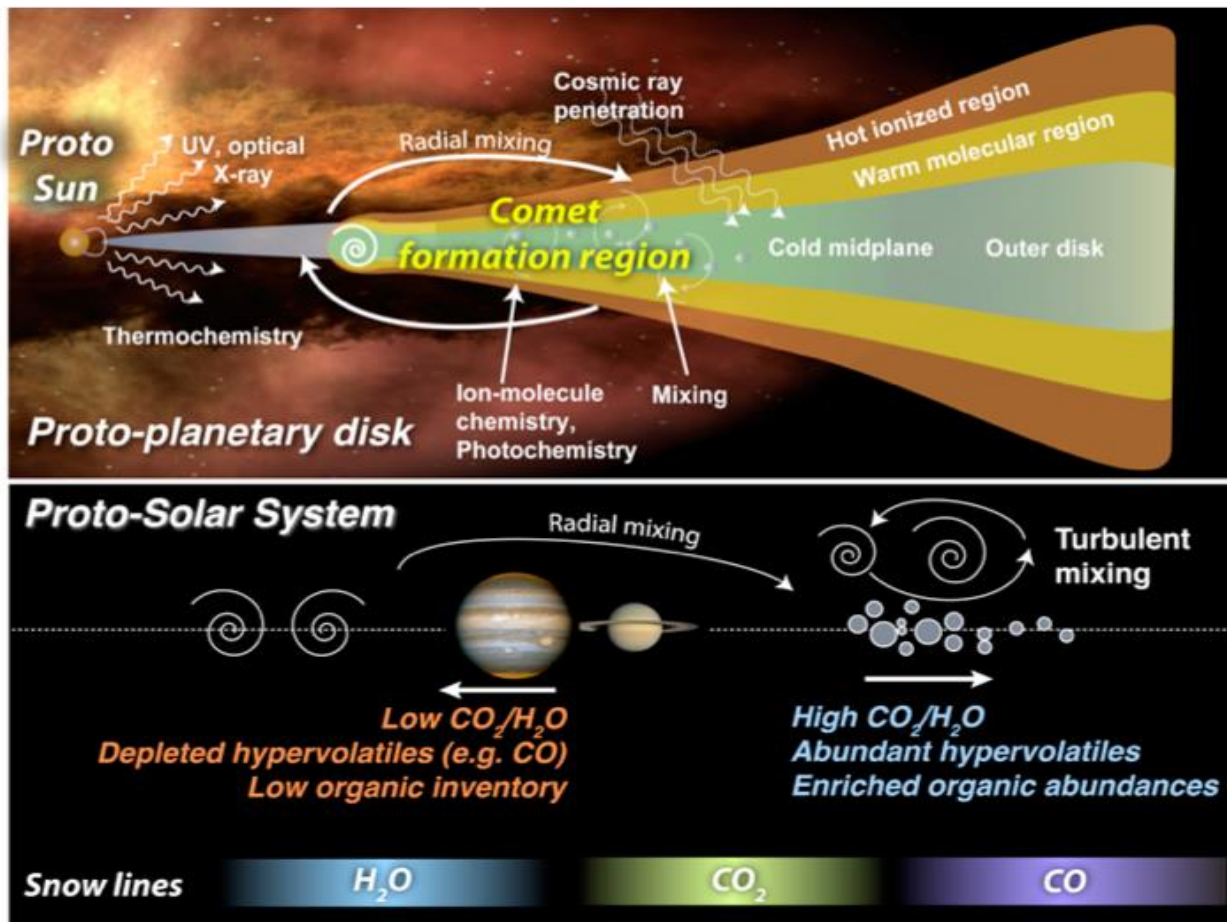 Proto
Sun
UV, optical
X-ray
Radial mixing
Cosmic ray
penetration
Hot ionized region
Warm molecular region
Comet
formation region
Cold midplane
Outer disk
Thermochemistry
Ion-molecule
chemistry,
Photochemistry
Mixing
Proto-planetary disk
Proto-Solar System
Radial mixing
Turbulent
mixing
Low CO₂/H₂O
Depleted hypervolatiles (e.g. CO)
Low organic inventory
High CO₂/H₂O
Abundant hypervolatiles
Enriched organic abundances
Snow lines
H₂O
CO₂
CO